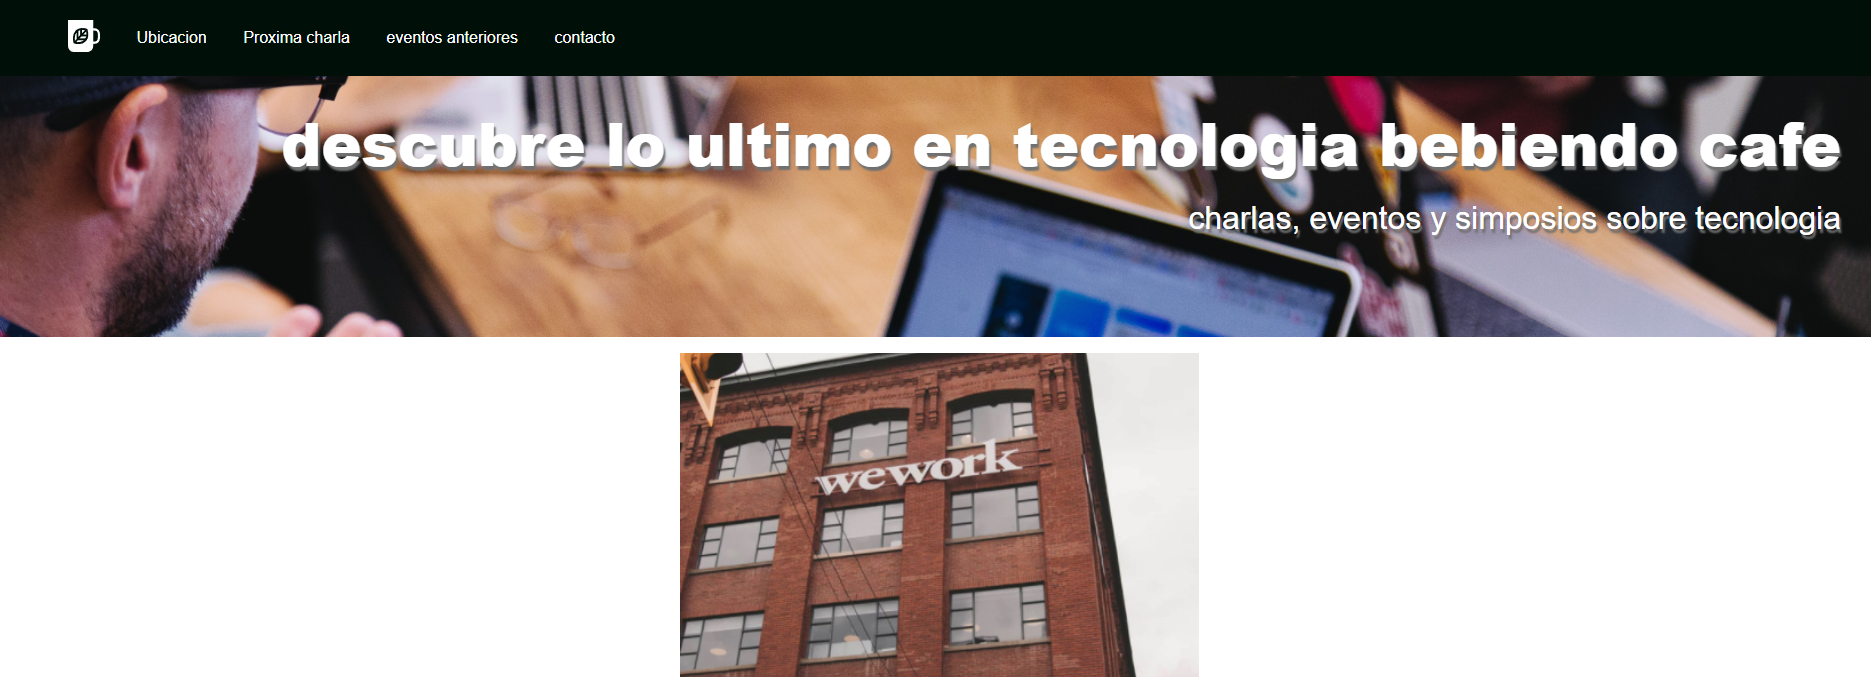 Ubicacion Proxima charla eventos anteriores contacto
descubre lo ultimo en tecnologia bebiendo cafe
charlas, eventos y simposios sobre tecnologia
wework